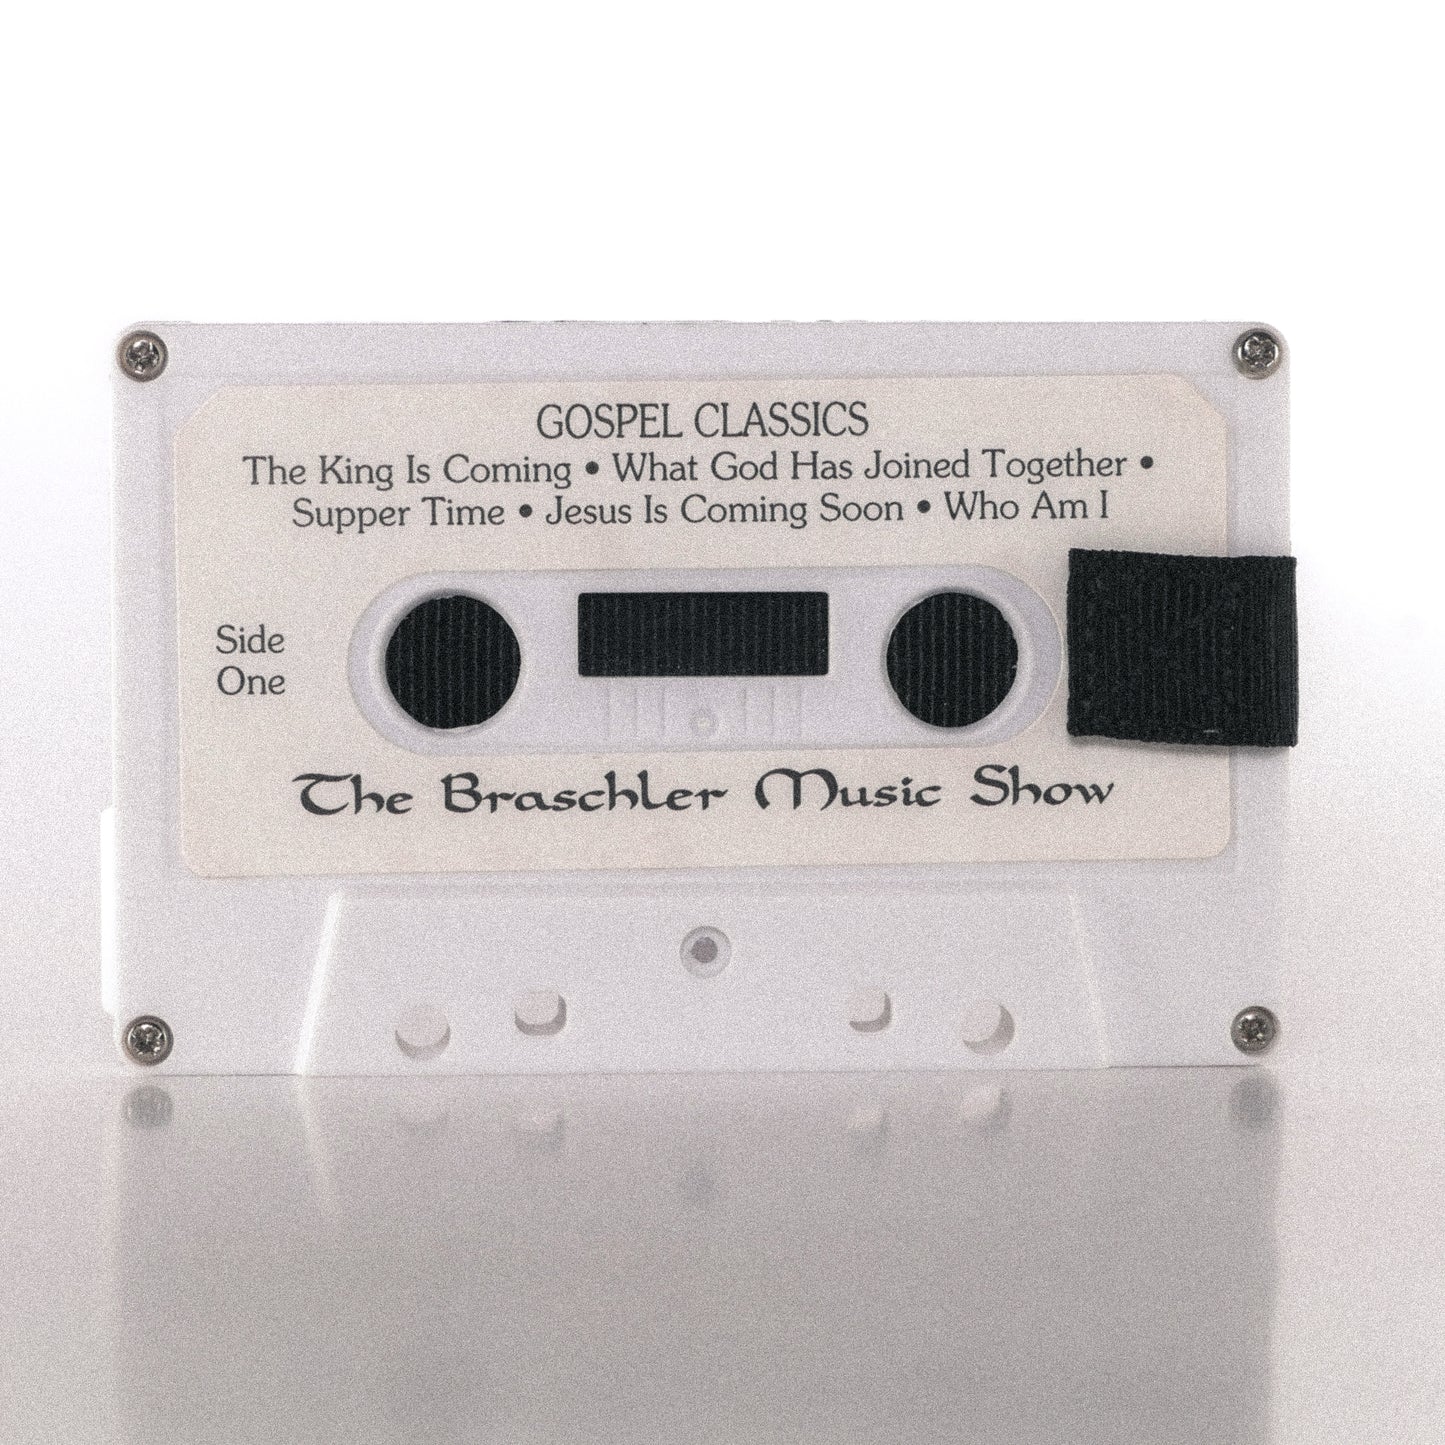 GOSPEL CLASSICS
The King Is Coming • What God Has Joined Together •
Supper Time • Jesus Is Coming Soon • Who Am I
Side
One
The Braschler Music Show